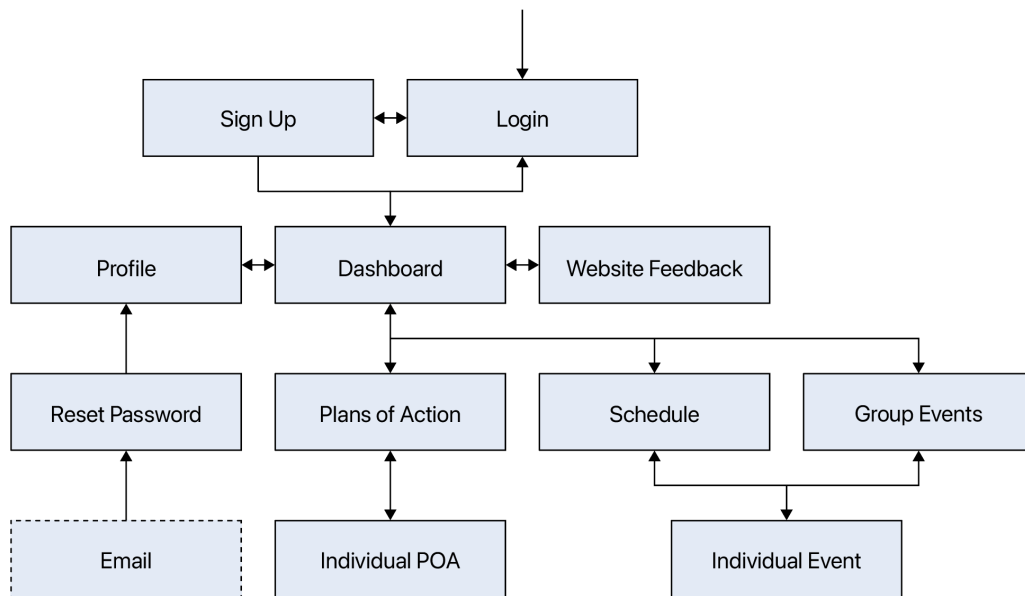 Sign Up
Login
Profile
Dashboard
Website Feedback
Reset Password
Plans of Action
Schedule
Group Events
Email
Individual POA
Individual Event